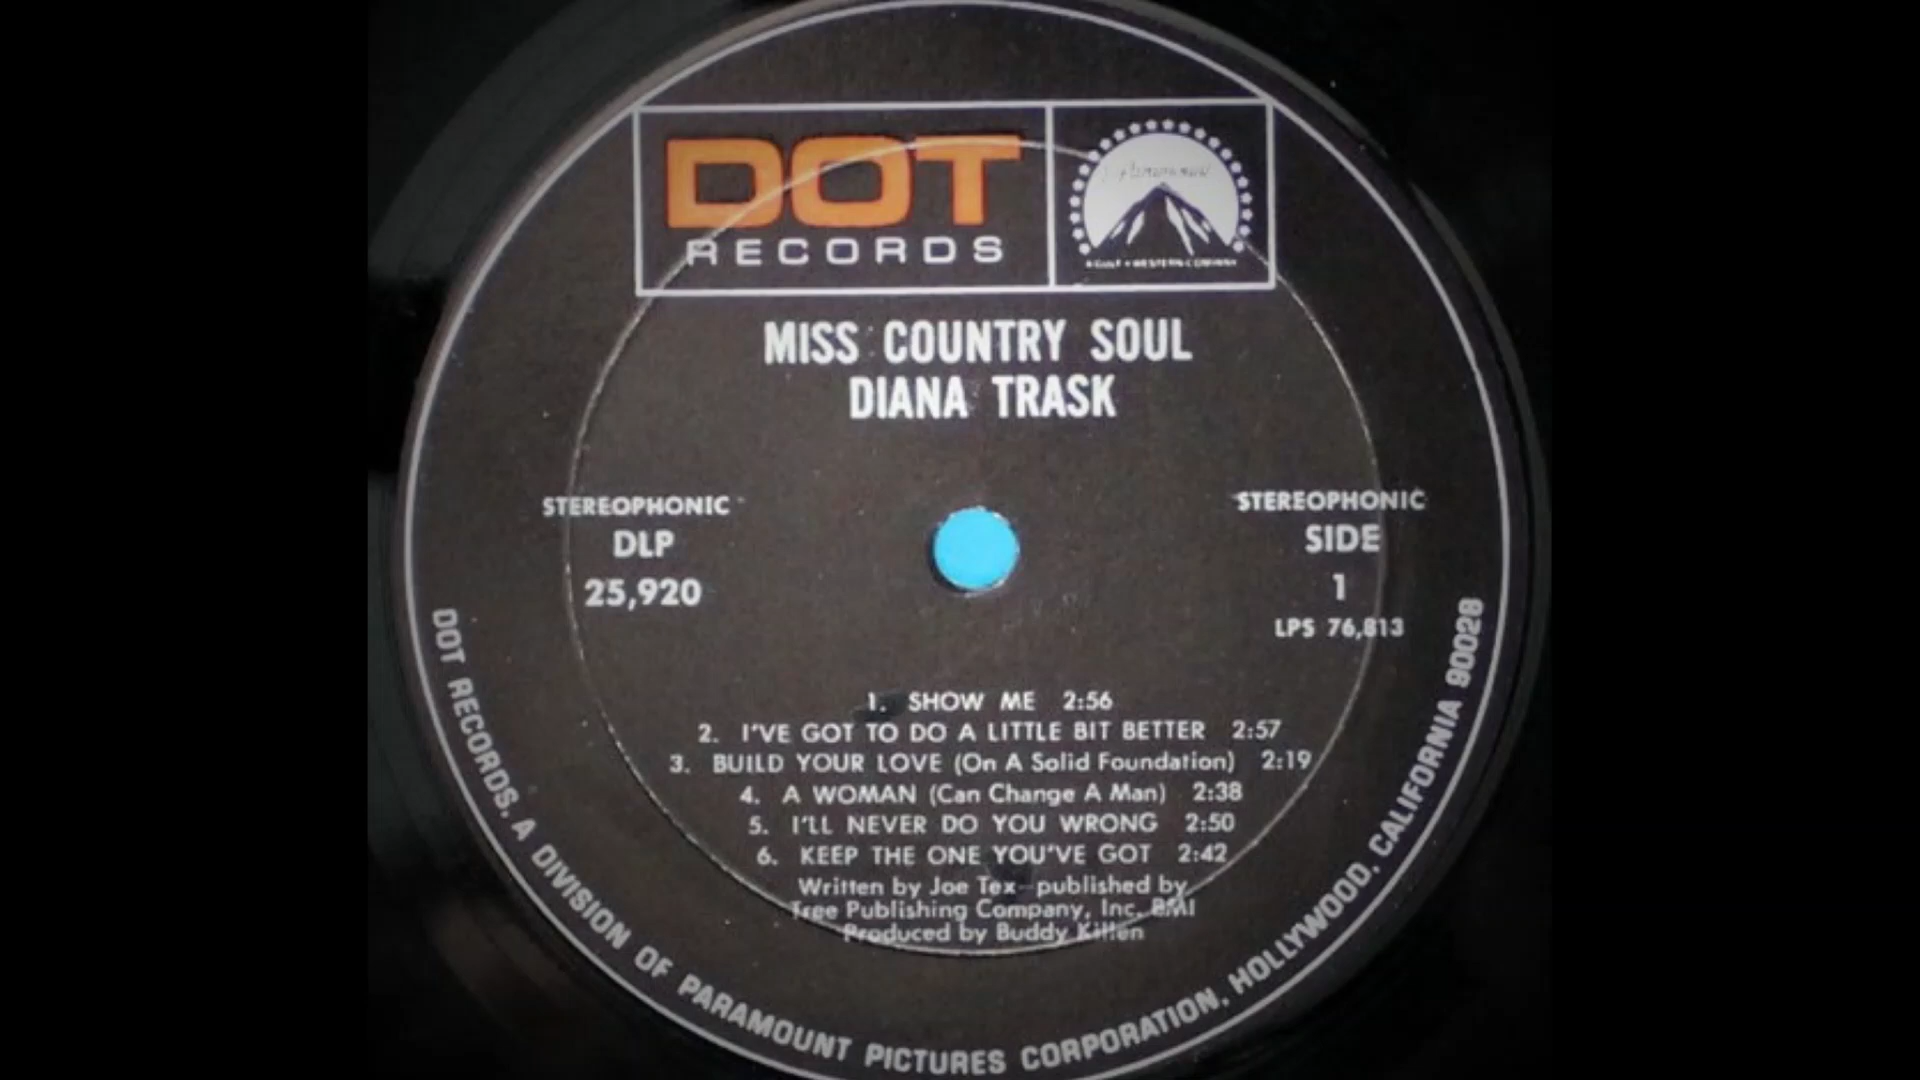 DOT
RECORDS
Paramount
A GULF + WESTERN COMPANY
MISS COUNTRY SOUL
DIANA TRASK
STEREOPHONIC
DLP
25,920
STEREOPHONIC
SIDE
1
LPS 76,813
1. SHOW ME 2:56
2. I'VE GOT TO DO A LITTLE BIT BETTER 2:57
3. BUILD YOUR LOVE (On A Solid Foundation) 2:19
4. A WOMAN (Can Change A Man) 2:38
5. I'LL NEVER DO YOU WRONG 2:50
6. KEEP THE ONE YOU'VE GOT 2:42
Written by Joe Tex—published by
Tree Publishing Company, Inc. BMI
Produced by Buddy Killen
DOT RECORDS, A DIVISION OF PARAMOUNT PICTURES CORPORATION, HOLLYWOOD, CALIFORNIA 90028